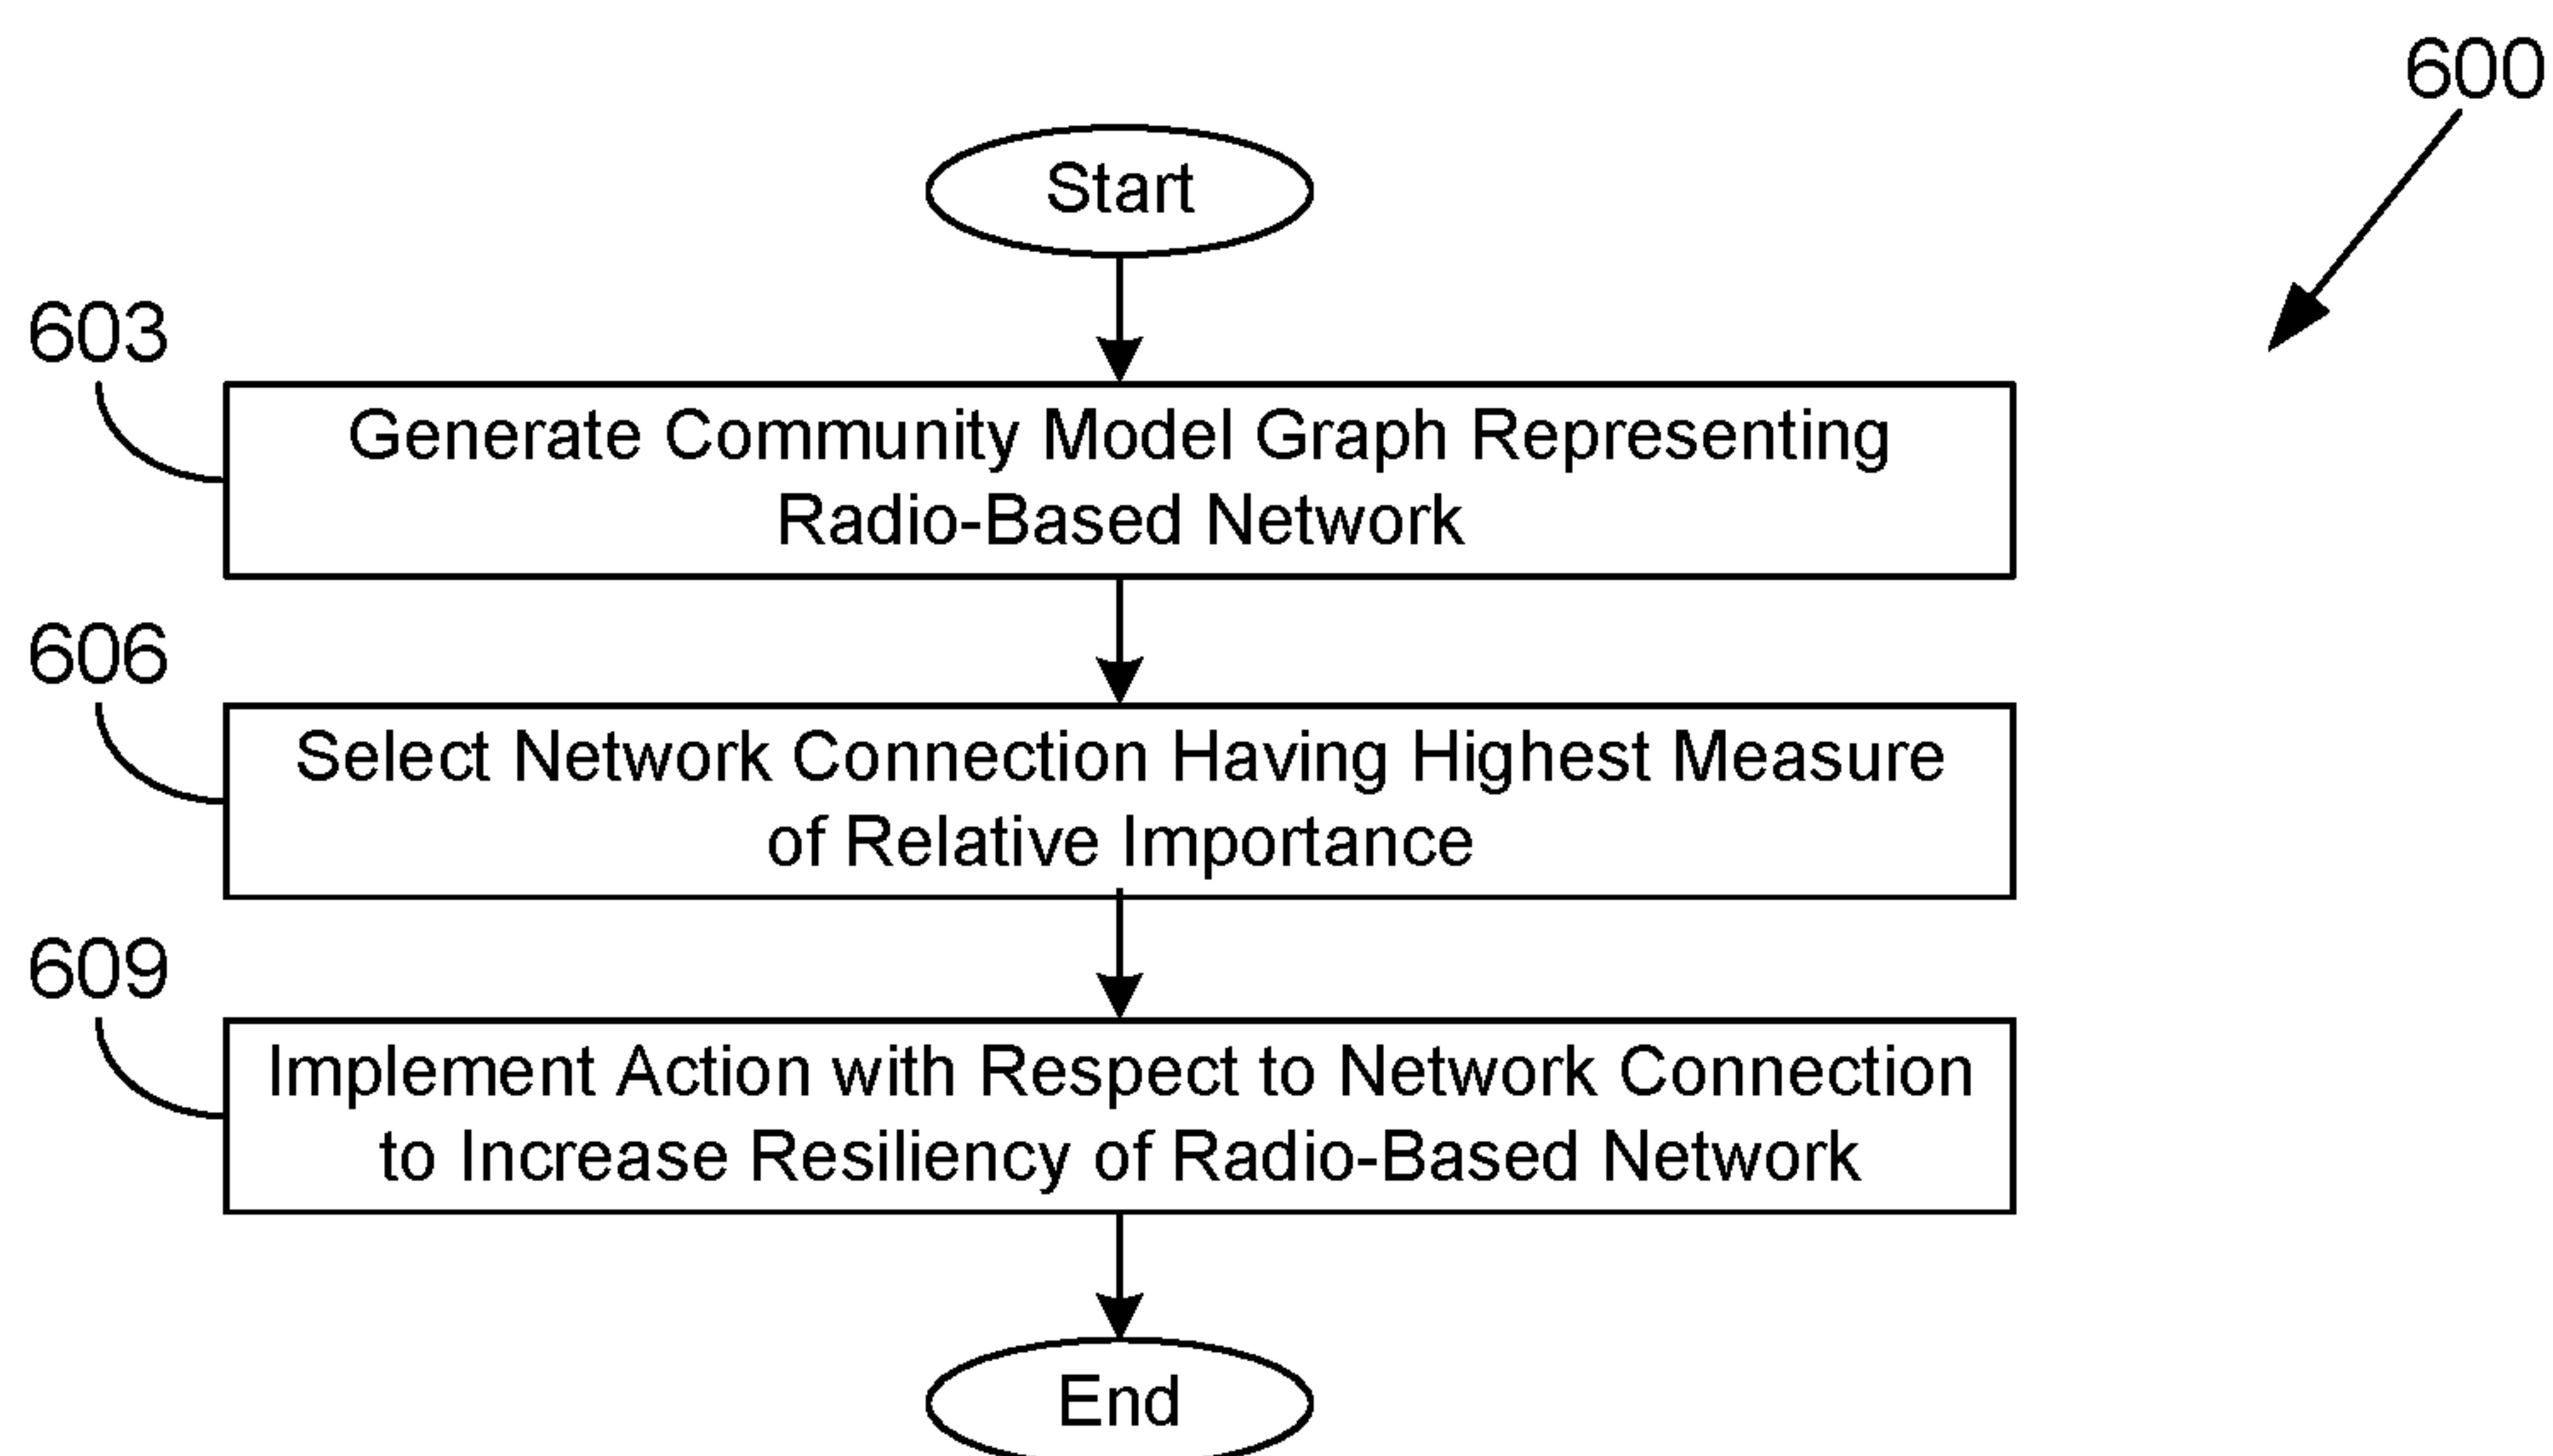 600
Start
603
Generate Community Model Graph Representing
Radio-Based Network
606
Select Network Connection Having Highest Measure
of Relative Importance
609
Implement Action with Respect to Network Connection
to Increase Resiliency of Radio-Based Network
End